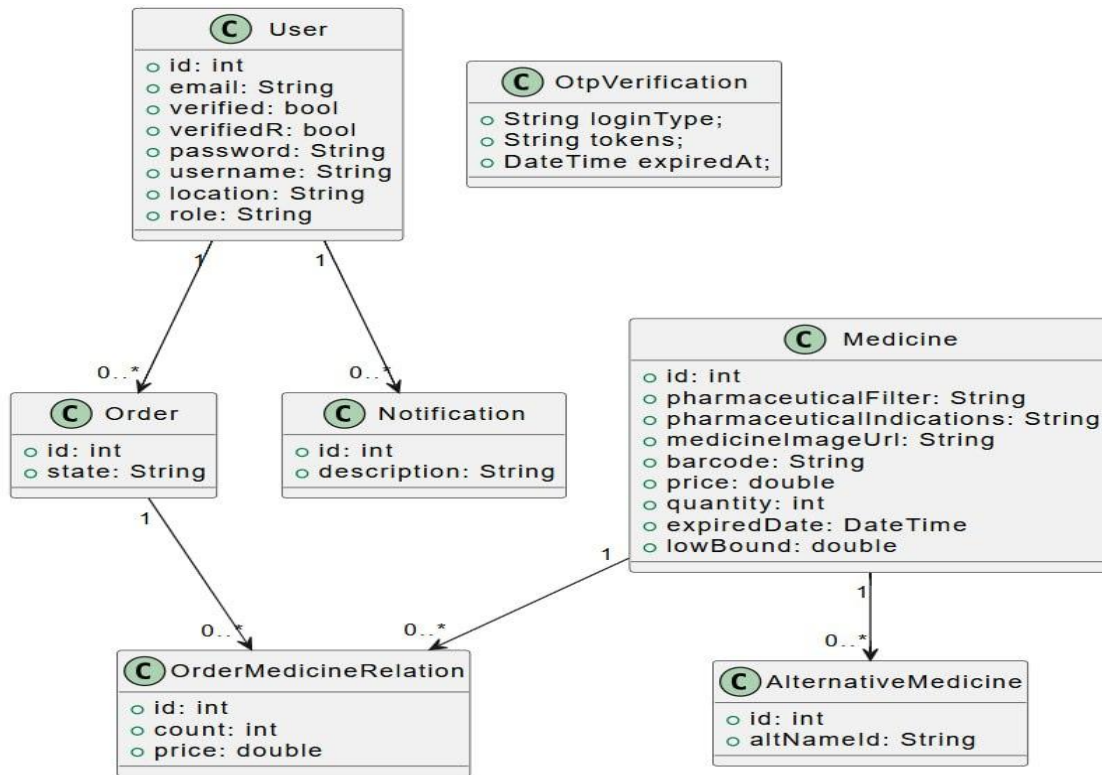 C User
id: int
email: String
verified: bool
verifiedR: bool
password: String
username: String
location: String
role: String
C OtpVerification
String loginType;
String tokens;
DateTime expiredAt;
1
1
0..*
0..*
C Order
id: int
state: String
C Notification
id: int
description: String
C Medicine
id: int
pharmaceuticalFilter: String
pharmaceuticalIndications: String
medicineImageUrl: String
barcode: String
price: double
quantity: int
expiredDate: DateTime
lowBound: double
1
1
1
0..*
0..*
0..*
C OrderMedicineRelation
id: int
count: int
price: double
C AlternativeMedicine
id: int
altNameId: String